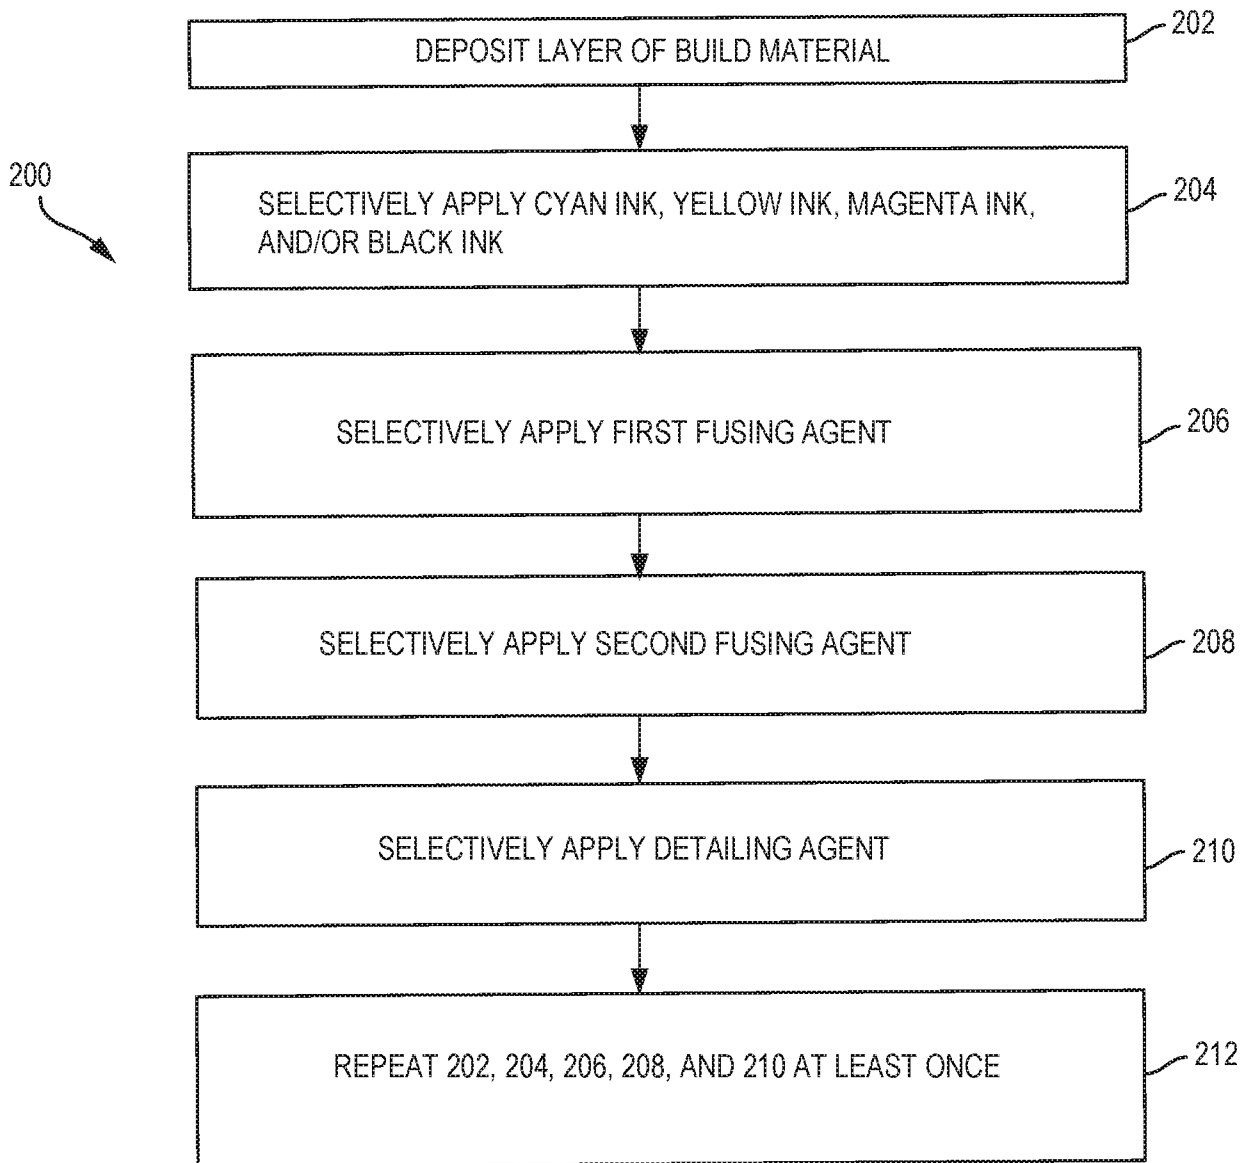 DEPOSIT LAYER OF BUILD MATERIAL
202
200
SELECTIVELY APPLY CYAN INK, YELLOW INK, MAGENTA INK,
AND/OR BLACK INK
204
SELECTIVELY APPLY FIRST FUSING AGENT
206
SELECTIVELY APPLY SECOND FUSING AGENT
208
SELECTIVELY APPLY DETAILING AGENT
210
REPEAT 202, 204, 206, 208, AND 210 AT LEAST ONCE
212